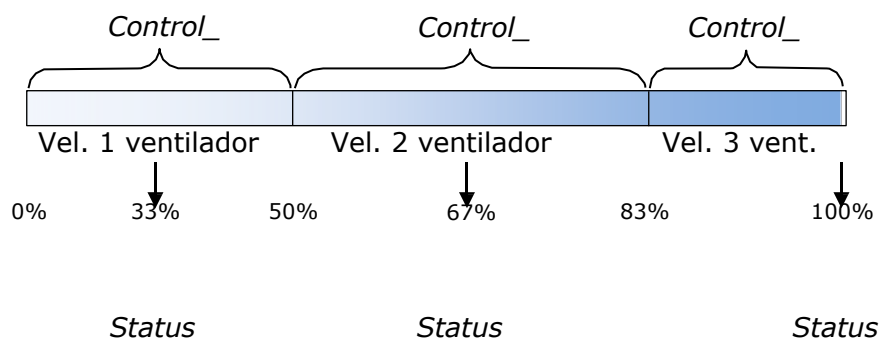 Control_ Control_ Control_
Vel. 1 ventilador Vel. 2 ventilador Vel. 3 vent.
0% 33% 50% 67% 83% 100%
Status Status Status